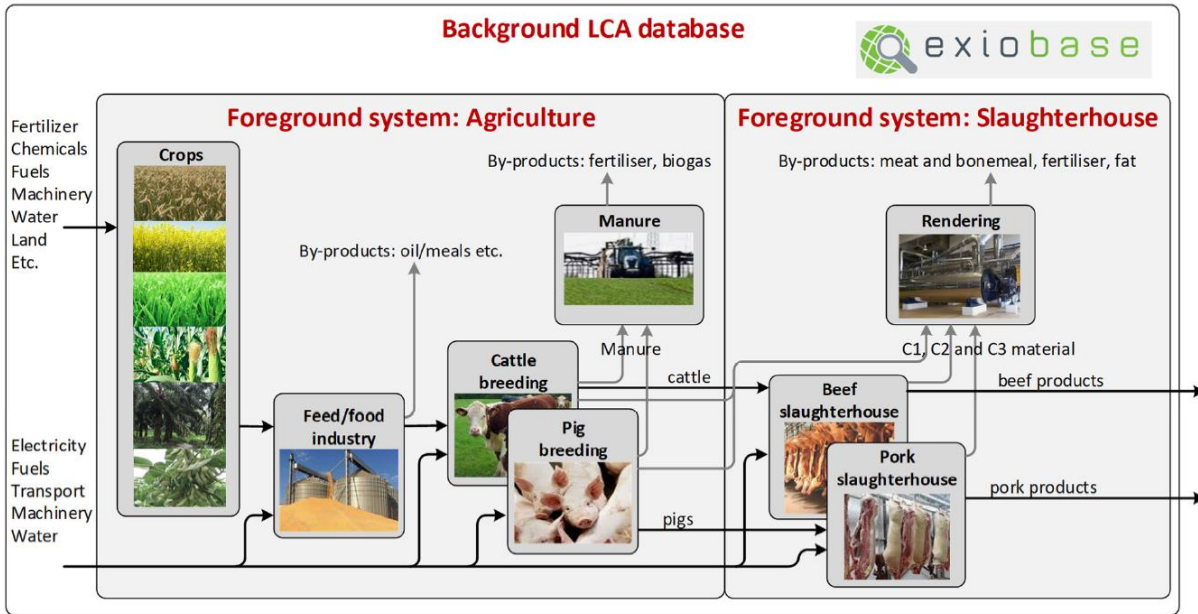 Background LCA database
exiobase
Foreground system: Agriculture
Foreground system: Slaughterhouse
Fertilizer
Chemicals
Fuels
Machinery
Water
Land
Etc.
Crops
By-products: fertiliser, biogas
By-products: meat and bonemeal, fertiliser, fat
Manure
Rendering
By-products: oil/meals etc.
Manure
C1, C2 and C3 material
Cattle
breeding
cattle
beef products
Beef
slaughterhouse
Feed/food
industry
Pig
breeding
Electricity
Fuels
Transport
Machinery
Water
Pork
slaughterhouse
pork products
pigs